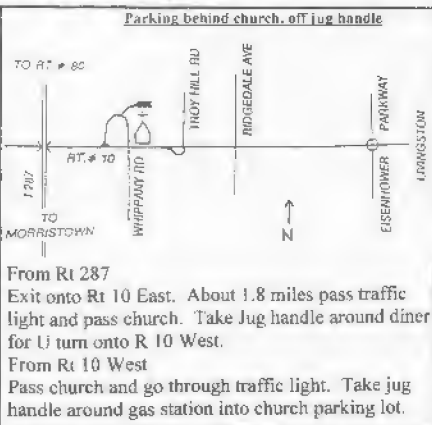 Parking behind church, off jug handle
TO RT # 80
TROY HILL RD
RIDGEDALE AVE
PARKWAY
RT. # 10
I 287
WHIPPANY RD
EISENHOWER
LIVINGSTON
TO
MORRISTOWN
N
From Rt 287
Exit onto Rt 10 East. About 1.8 miles pass traffic
light and pass church. Take Jug handle around diner
for U turn onto R 10 West.
From Rt 10 West
Pass church and go through traffic light. Take jug
handle around gas station into church parking lot.